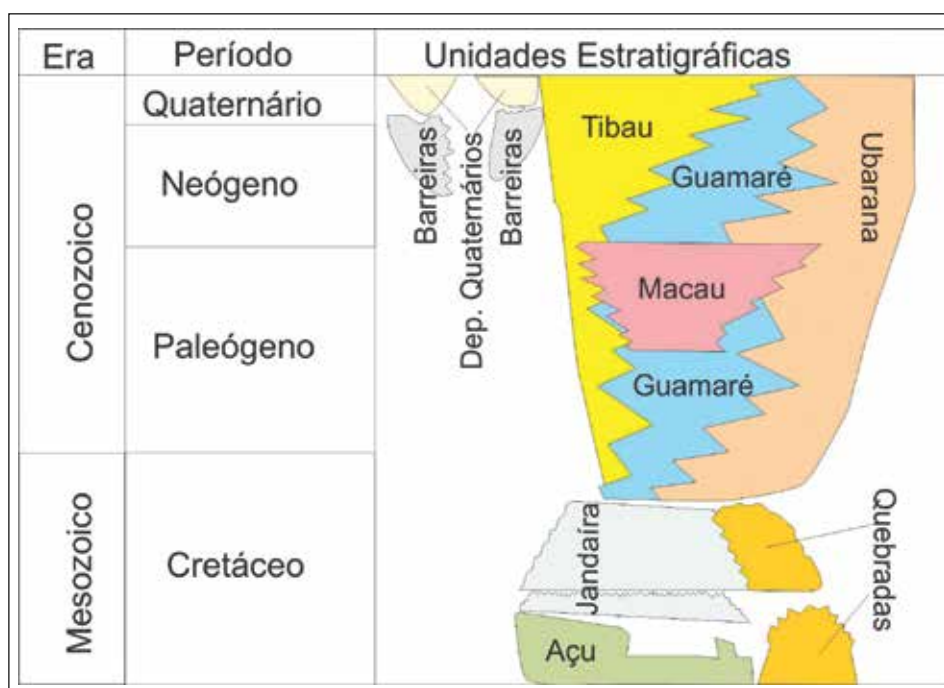 Era
Período
Unidades Estratigráficas
Cenozoico
Quaternário
Neógeno
Paleógeno
Barreiras
Dep. Quaternários
Barreiras
Tibau
Guamaré
Ubarana
Macau
Guamaré
Mesozoico
Cretáceo
Jandaíra
Quebradas
Açu